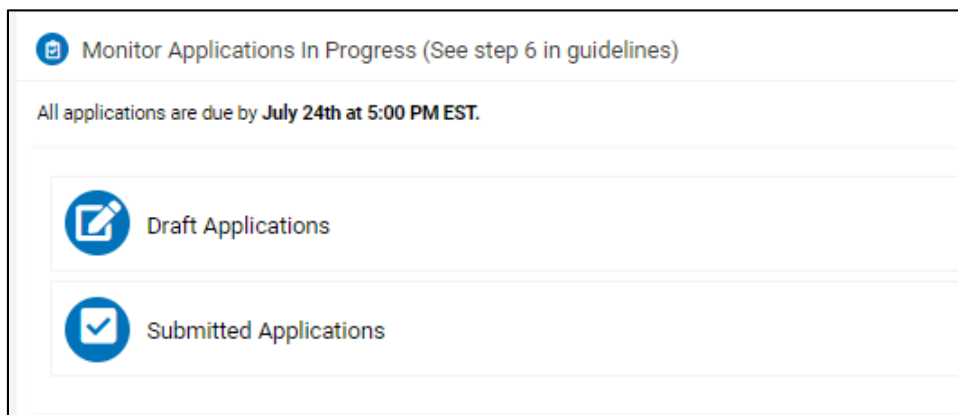 Monitor Applications In Progress (See step 6 in guidelines)
All applications are due by July 24th at 5:00 PM EST.
Draft Applications
Submitted Applications